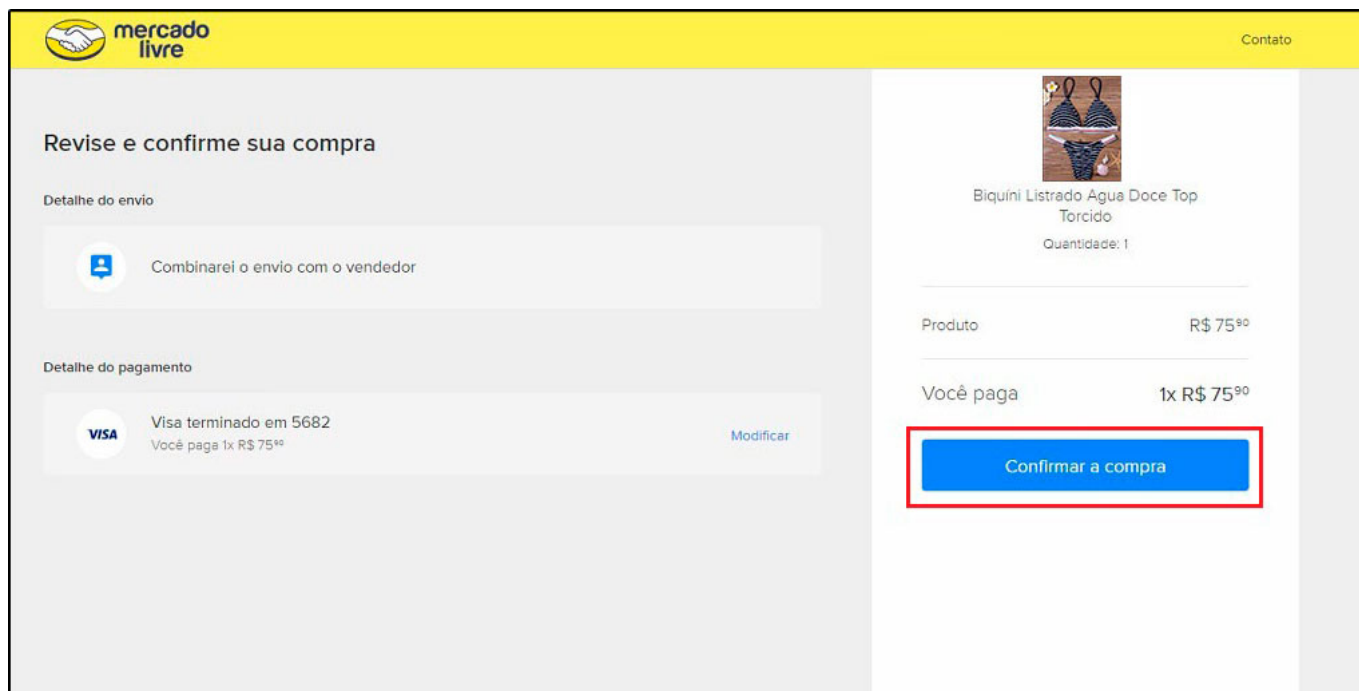 mercado
livre
Contato
Revise e confirme sua compra
Detalhe do envio
Combinarei o envio com o vendedor
Detalhe do pagamento
VISA
Visa terminado em 5682
Você paga 1x R$ 75⁹⁰
Modificar
Biquíni Listrado Agua Doce Top
Torcido
Quantidade: 1
Produto R$ 75⁹⁰
Você paga 1x R$ 75⁹⁰
Confirmar a compra